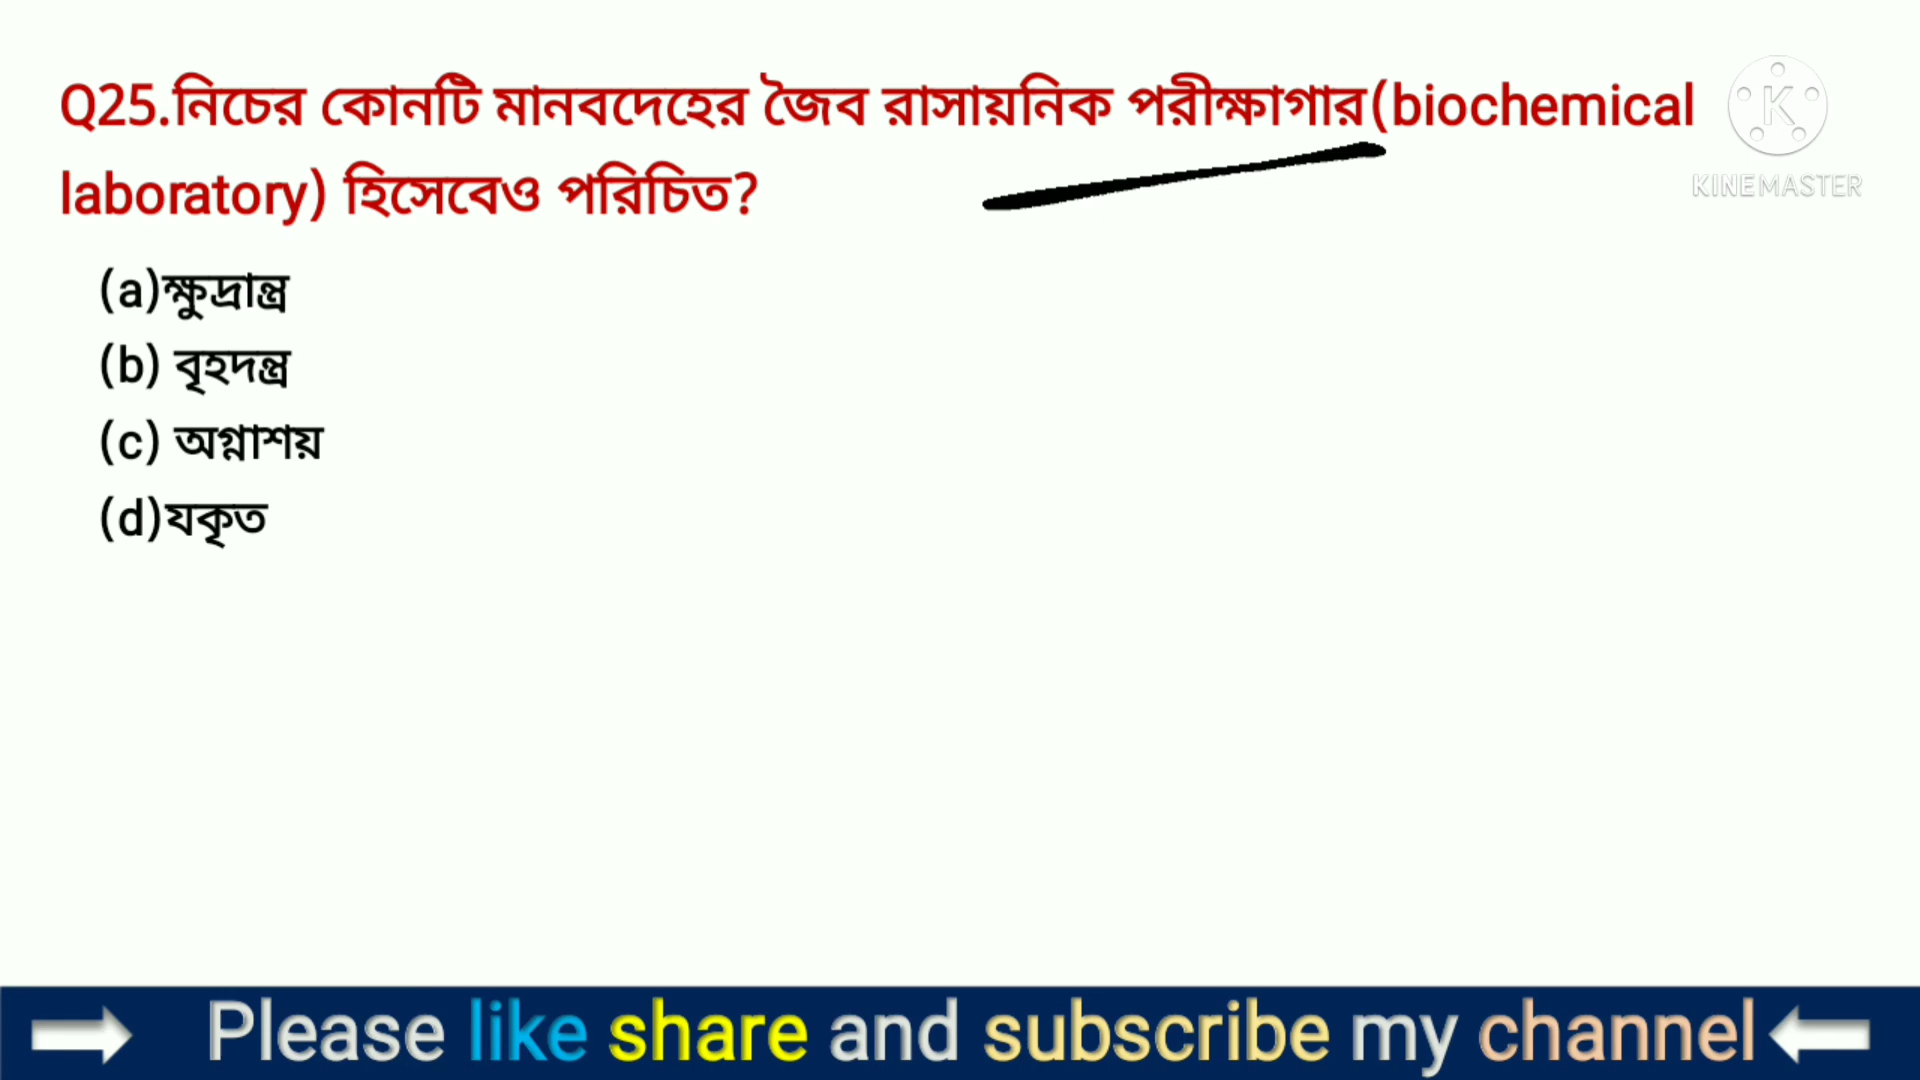 Q25.নিচের কোনটি মানবদেহের জৈব রাসায়নিক পরীক্ষাগার(biochemical
laboratory) হিসেবেও পরিচিত?
K
KINEMASTER
(a)ক্ষুদ্রান্ত্র
(b) বৃহদন্ত্র
(c) অগ্নাশয়
(d)যকৃত
Please like share and subscribe my channel